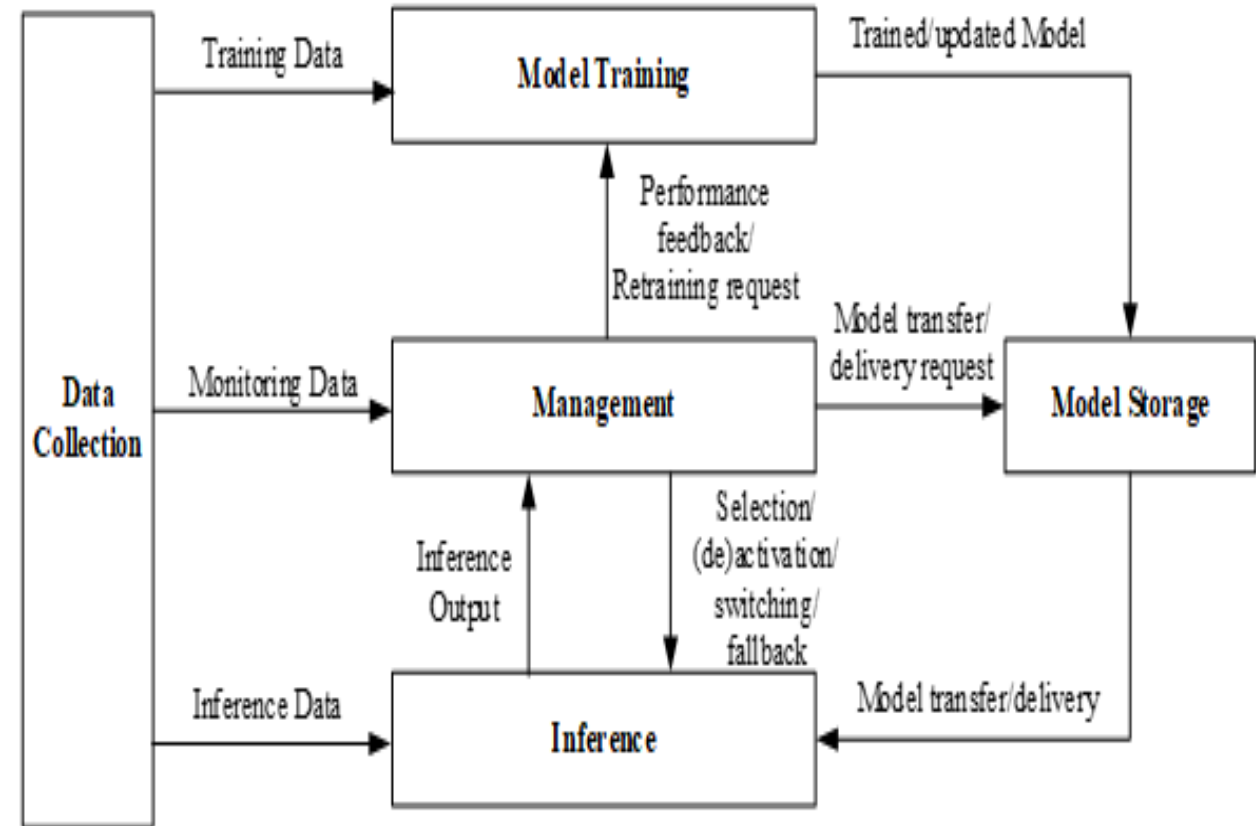 Training Data
Model Training
Trained/updated Model
Performance
feedback/
Retraining request
Model transfer/
delivery request
Data
Collection
Monitoring Data
Management
Model Storage
Inference
Output
Selection/
(de)activation/
switching/
fallback
Inference Data
Inference
Model transfer/delivery